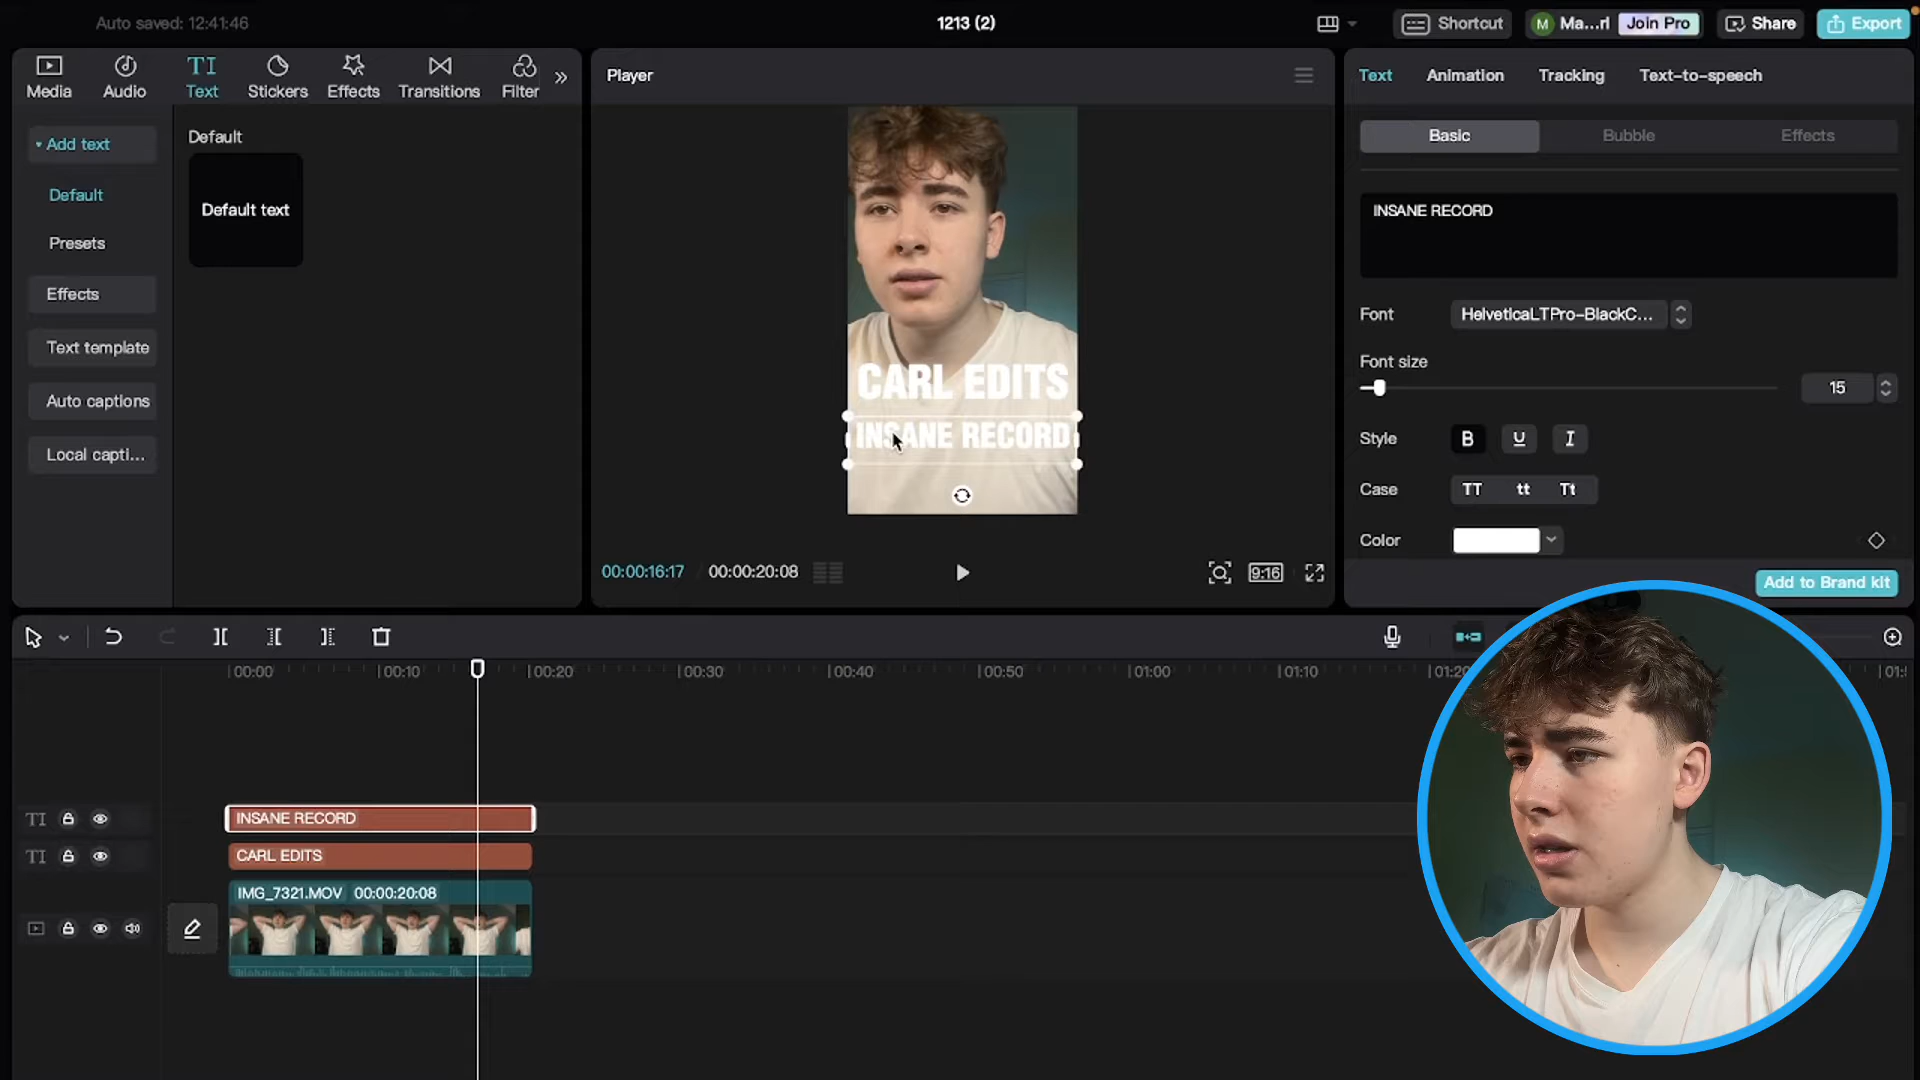 Auto saved: 12:41:46
1213 (2)
Shortcut
M Ma...rl Join Pro
Share
Export
Media
Audio
TI Text
Stickers
Effects
Transitions
Filter
Add text
Default
Presets
Effects
Text template
Auto captions
Local capti...
Default
Default text
Player
CARL EDITS
INSANE RECORD
00:00:16:17 / 00:00:20:08
9:16
Text Animation Tracking Text-to-speech
Basic Bubble Effects
INSANE RECORD
Font HelveticaLTPro-BlackC...
Font size
15
Style B U I
Case TT tt Tt
Color
Add to Brand kit
00:00 00:10 00:20 00:30 00:40 00:50 01:00 01:10 01:20
TI INSANE RECORD
TI CARL EDITS
IMG_7321.MOV 00:00:20:08